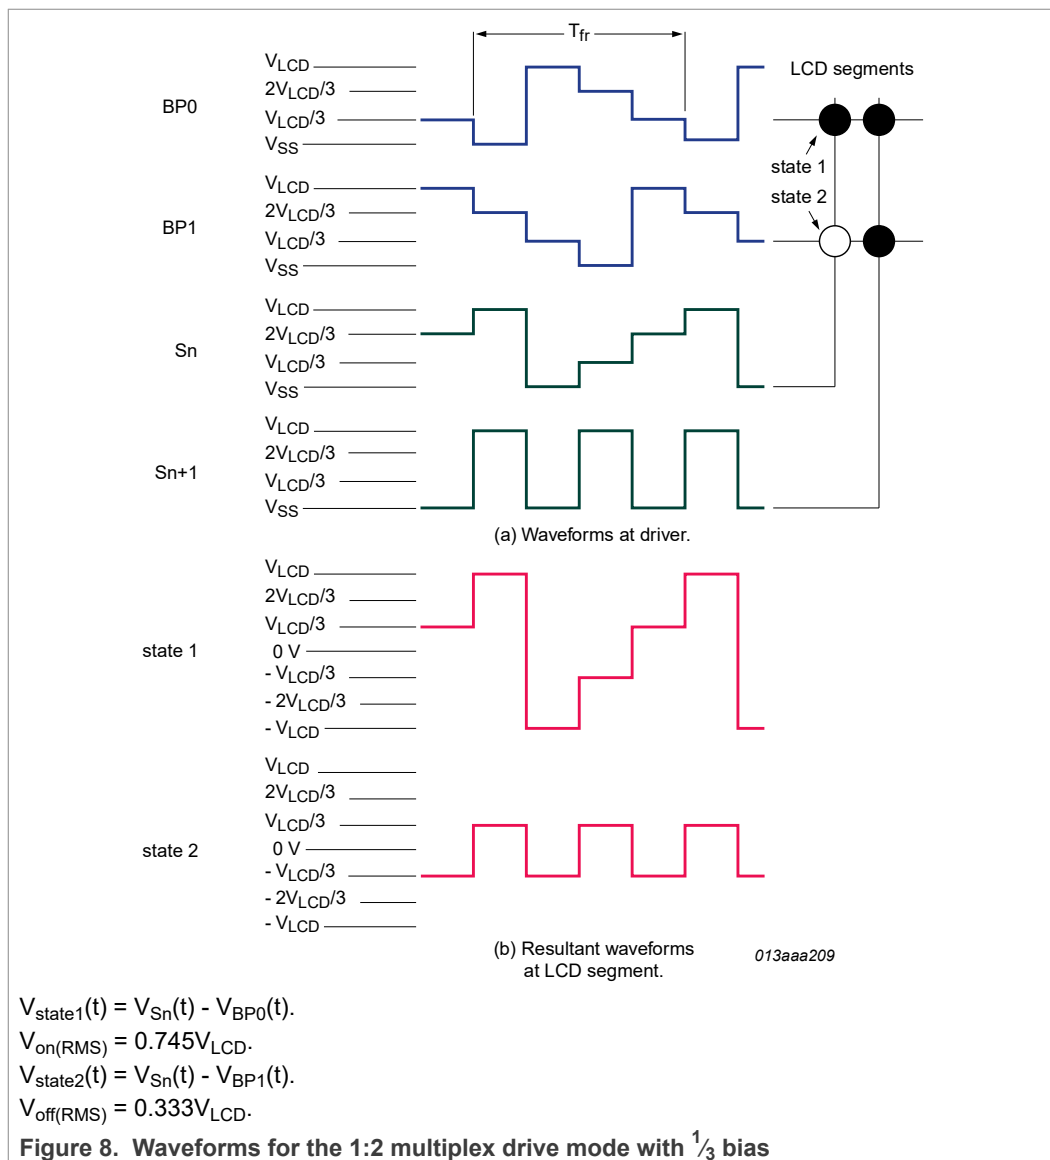 Tfr
VLCD
2VLCD/3
VLCD/3
VSS
BP0
LCD segments
state 1
state 2
VLCD
2VLCD/3
VLCD/3
VSS
BP1
VLCD
2VLCD/3
VLCD/3
VSS
Sn
VLCD
2VLCD/3
VLCD/3
VSS
Sn+1
(a) Waveforms at driver.
VLCD
2VLCD/3
VLCD/3
0 V
- VLCD/3
- 2VLCD/3
- VLCD
state 1
VLCD
2VLCD/3
VLCD/3
0 V
- VLCD/3
- 2VLCD/3
- VLCD
state 2
(b) Resultant waveforms
at LCD segment.
013aaa209
Vstate1(t) = VSn(t) - VBP0(t).
Von(RMS) = 0.745VLCD.
Vstate2(t) = VSn(t) - VBP1(t).
Voff(RMS) = 0.333VLCD.
Figure 8. Waveforms for the 1:2 multiplex drive mode with 1/3 bias